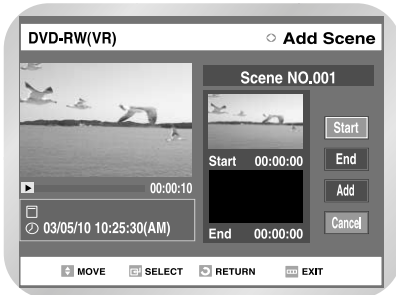 DVD-RW(VR)
Add Scene
Scene NO.001
Start 00:00:00
End 00:00:00
Start
End
Add
Cancel
00:00:10
03/05/10 10:25:30(AM)
MOVE SELECT RETURN EXIT